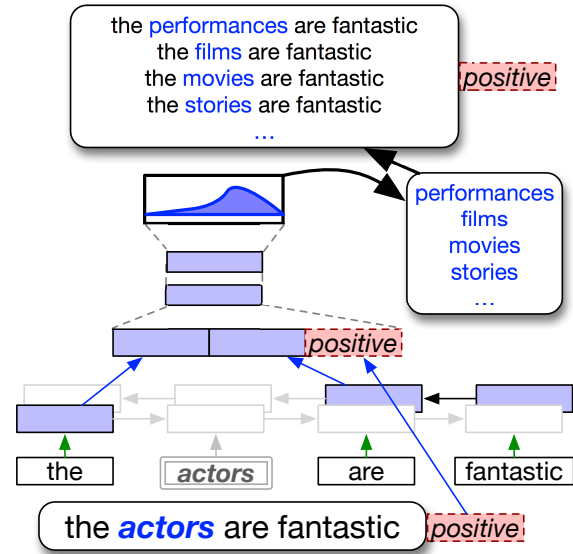 the performances are fantastic
the films are fantastic
the movies are fantastic
the stories are fantastic
...
positive
performances
films
movies
stories
...
positive
the
actors
are
fantastic
the actors are fantastic
positive